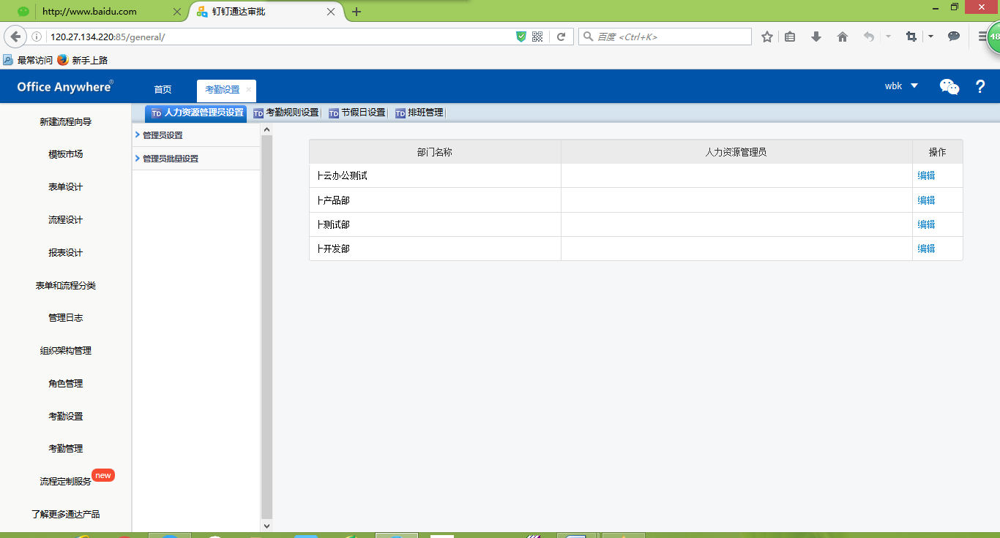 http://www.baidu.com
钉钉通达审批
120.27.134.220:85/general/
百度 <Ctrl+K>
48
最常访问
新手上路
Office Anywhere®
首页
考勤设置
wbk
?
新建流程向导
模板市场
表单设计
流程设计
报表设计
表单和流程分类
管理日志
组织架构管理
角色管理
考勤设置
考勤管理
流程定制服务 new
了解更多通达产品
TD 人力资源管理员设置
TD 考勤规则设置
TD 节假日设置
TD 排班管理
管理员设置
管理员批量设置
部门名称 人力资源管理员 操作
├云办公测试 编辑
├产品部 编辑
├测试部 编辑
├开发部 编辑